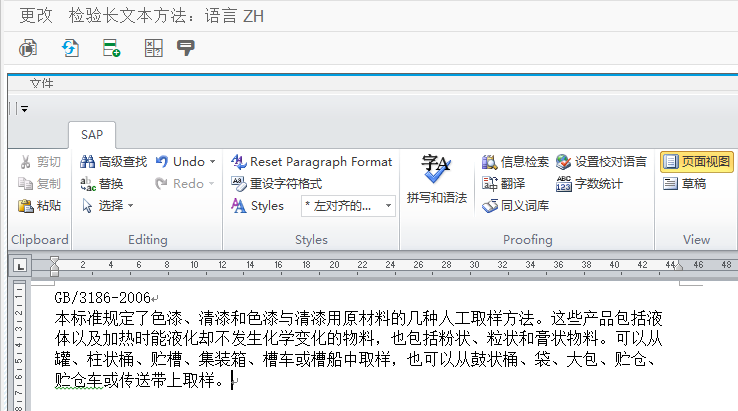 更改 检验长文本方法：语言 ZH
文件
SAP
剪切 高级查找 Undo Reset Paragraph Format 信息检索 设置校对语言 页面视图
复制 替换 Redo 重设字符格式 翻译 字数统计 草稿
粘贴 选择 Styles * 左对齐的... 拼写和语法 同义词库
Clipboard Editing Styles Proofing View
L 2 4 6 8 10 12 14 16 18 20 22 24 26 28 30 32 34 36 38 40 42 44 46 48
GB/3186-2006
本标准规定了色漆、清漆和色漆与清漆用原材料的几种人工取样方法。这些产品包括液
体以及加热时能液化却不发生化学变化的物料，也包括粉状、粒状和膏状物料。可以从
罐、柱状桶、贮槽、集装箱、槽车或槽船中取样，也可以从鼓状桶、袋、大包、贮仓、
贮仓车或传送带上取样。